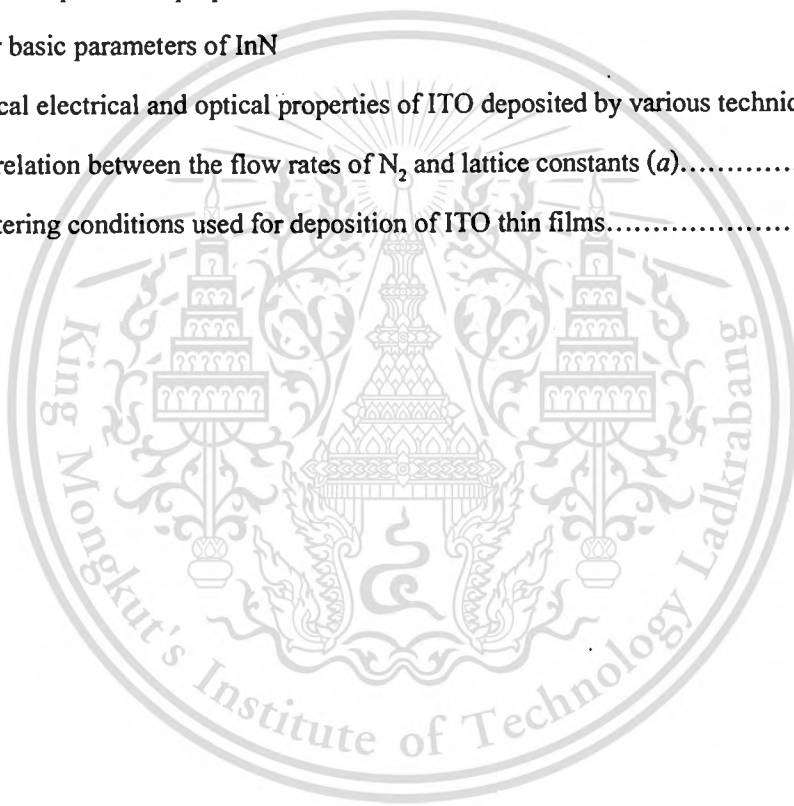 basic parameters of InN
cal electrical and optical properties of ITO deposited by various technic
relation between the flow rates of N₂ and lattice constants (a)..............
tering conditions used for deposition of ITO thin films.....................
King Mongkut's Institute of Technology Ladkrabang